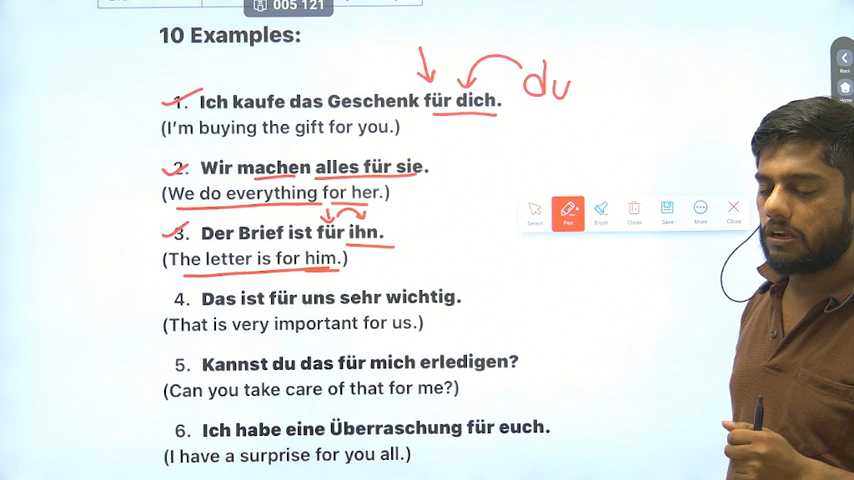 005 121
10 Examples:
du
1. Ich kaufe das Geschenk für dich.
(I'm buying the gift for you.)
2. Wir machen alles für sie.
(We do everything for her.)
3. Der Brief ist für ihn.
(The letter is for him.)
4. Das ist für uns sehr wichtig.
(That is very important for us.)
5. Kannst du das für mich erledigen?
(Can you take care of that for me?)
6. Ich habe eine Überraschung für euch.
(I have a surprise for you all.)
Select Pen Brush Clean Save More Close
Back
Home